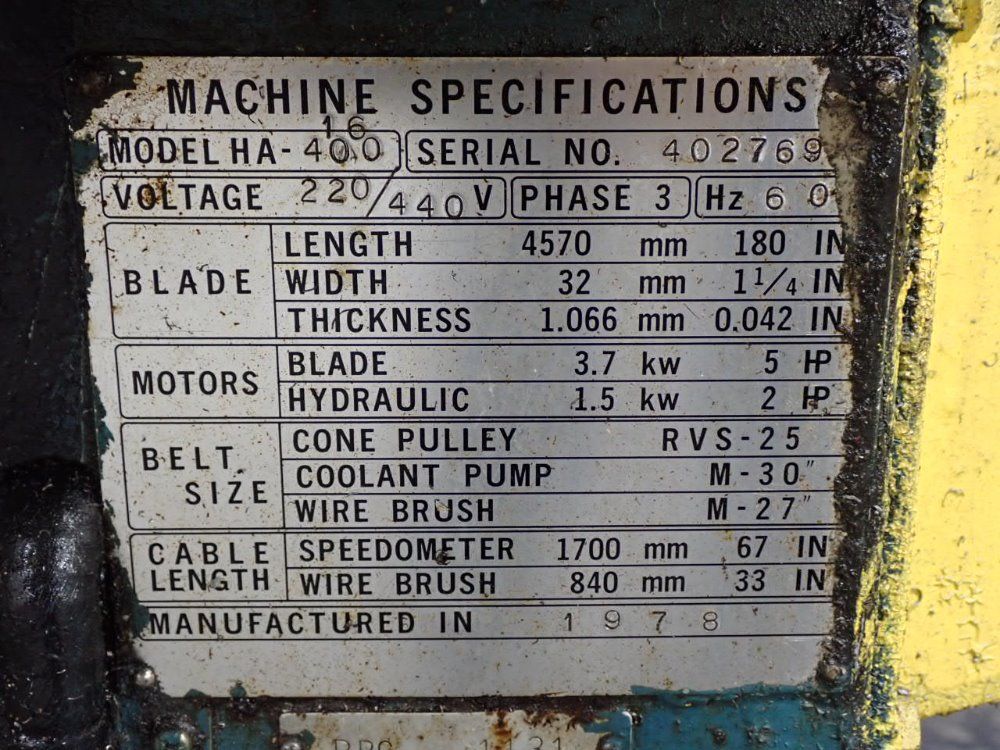 MACHINE SPECIFICATIONS
16
MODEL HA-400 SERIAL NO. 402769
VOLTAGE 220/440 V PHASE 3 Hz 60
BLADE
LENGTH 4570 mm 180 IN
WIDTH 32 mm 1 1/4 IN
THICKNESS 1.066 mm 0.042 IN
MOTORS
BLADE 3.7 kw 5 HP
HYDRAULIC 1.5 kw 2 HP
BELT SIZE
CONE PULLEY RVS-25
COOLANT PUMP M-30"
WIRE BRUSH M-27"
CABLE LENGTH
SPEEDOMETER 1700 mm 67 IN
WIRE BRUSH 840 mm 33 IN
MANUFACTURED IN 1978